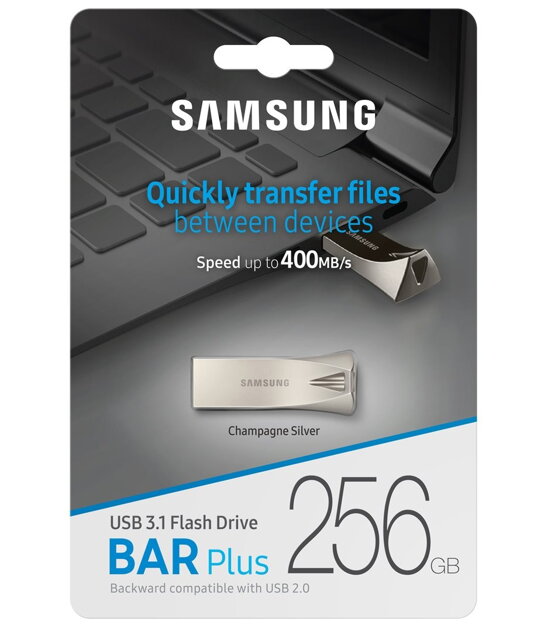 SAMSUNG
Quickly transfer files
between devices
SAMSUNG
Speed up to 400MB/s
SAMSUNG
Champagne Silver
USB 3.1 Flash Drive
BAR Plus
256GB
Backward compatible with USB 2.0